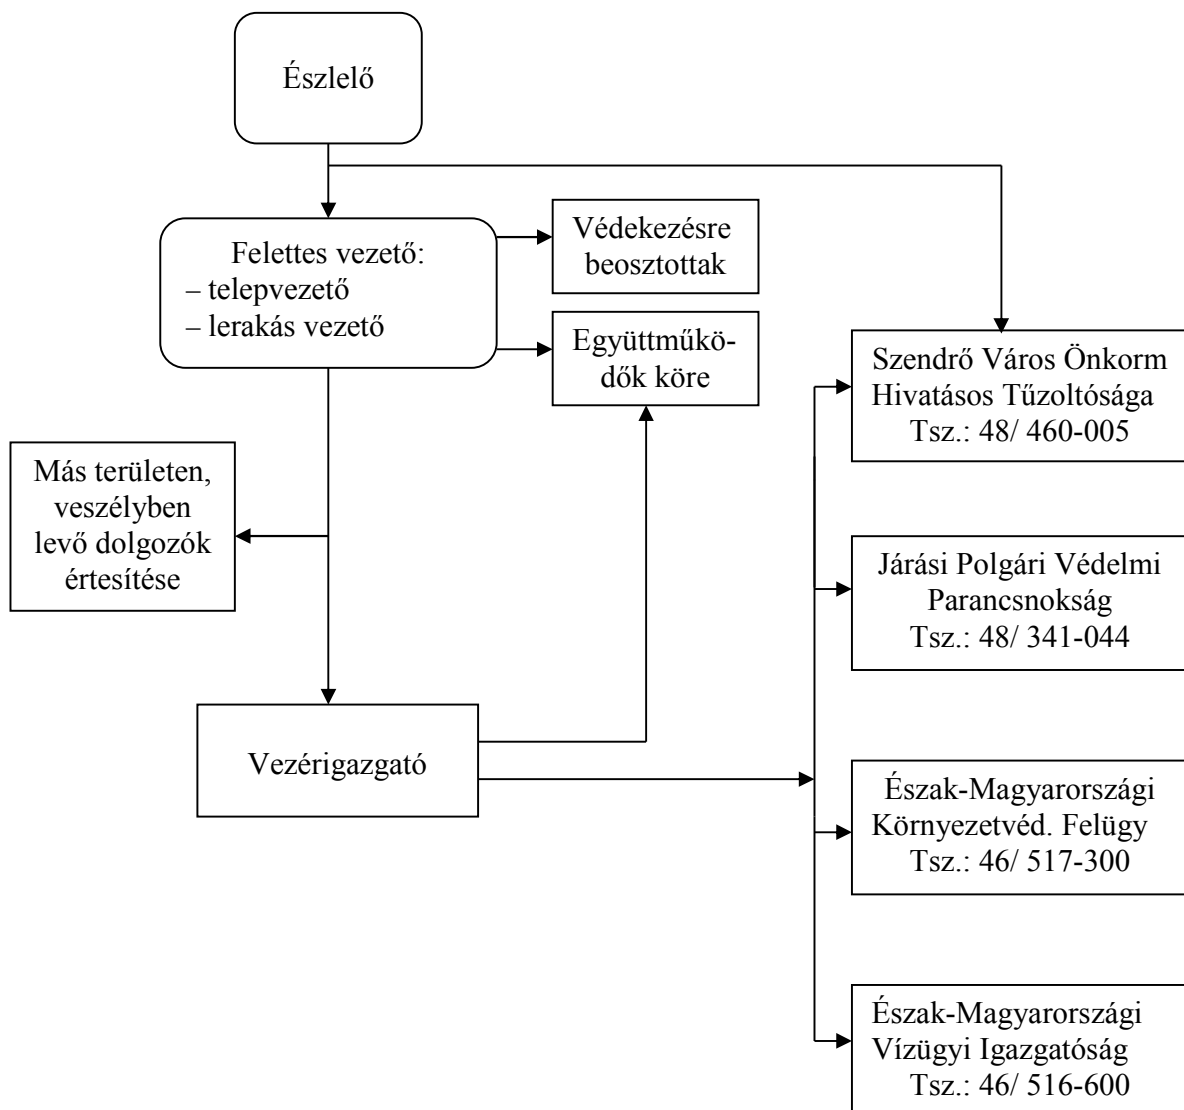 Észlelő
Felettes vezető:
– telepvezető
– lerakás vezető
Védekezésre
beosztottak
Együttműkö-
dők köre
Szendrő Város Önkorm
Hivatásos Tűzoltósága
Tsz.: 48/ 460-005
Más területen,
veszélyben
levő dolgozók
értesítése
Járási Polgári Védelmi
Parancsnokság
Tsz.: 48/ 341-044
Vezérigazgató
Észak-Magyarországi
Környezetvéd. Felügy
Tsz.: 46/ 517-300
Észak-Magyarországi
Vízügyi Igazgatóság
Tsz.: 46/ 516-600